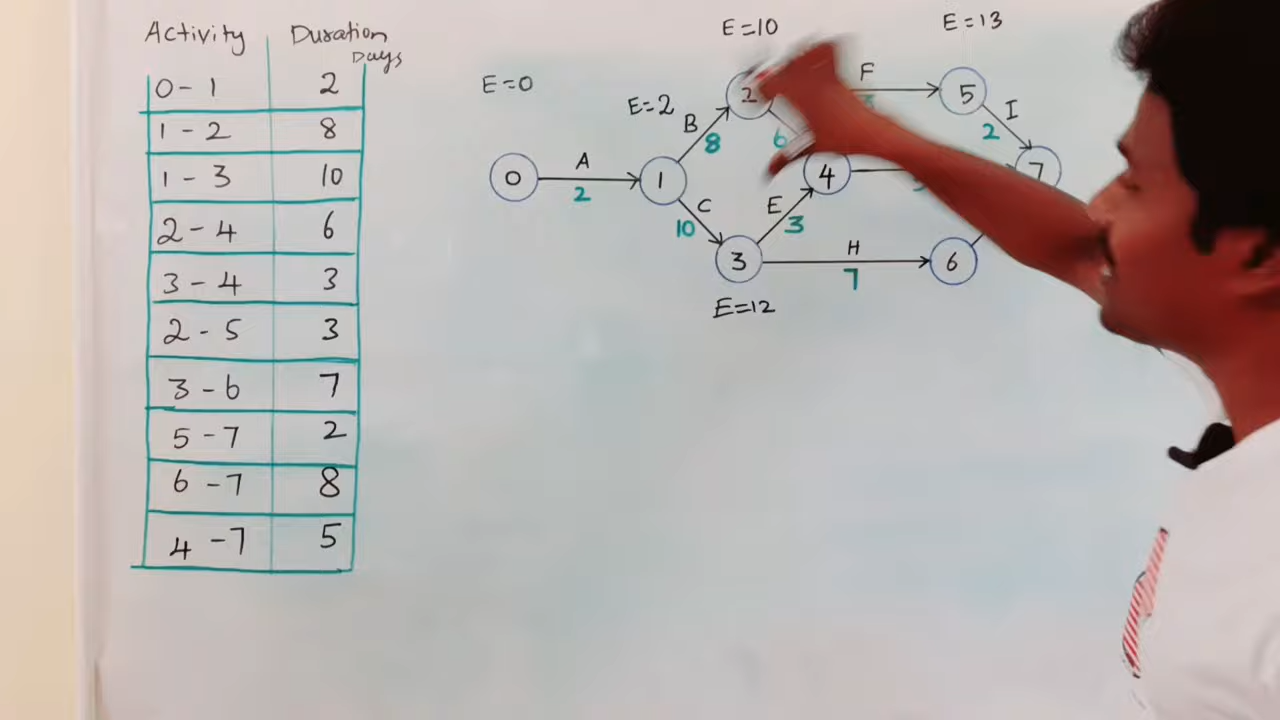 Activity Duration
Days
0 - 1 2
1 - 2 8
1 - 3 10
2 - 4 6
3 - 4 3
2 - 5 3
3 - 6 7
5 - 7 2
6 - 7 8
4 - 7 5
E=10
E=13
E=0
E=2
B
8
2
F
5
I
2
0
A
2
1
6
4
7
C
10
E
3
3
H
7
6
E=12